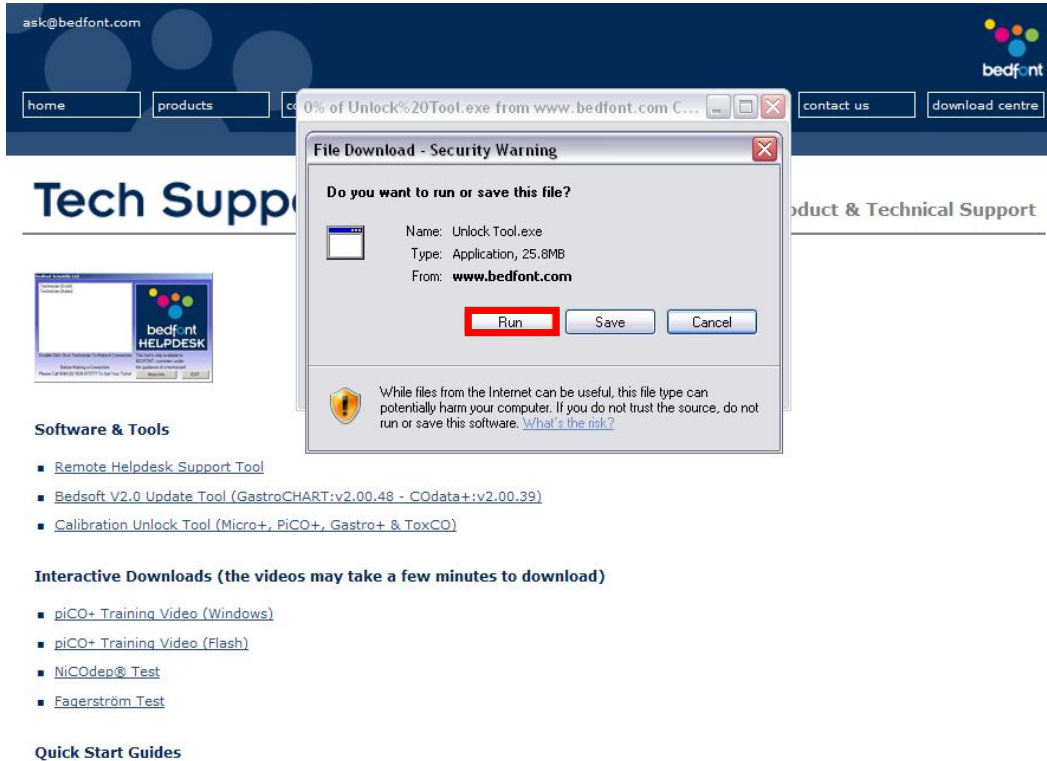 ask@bedfont.com
bedfont
home
products
contact us
download centre
0% of Unlock%20Tool.exe from www.bedfont.com C...
File Download - Security Warning
Do you want to run or save this file?
Name: Unlock Tool.exe
Type: Application, 25.8MB
From: www.bedfont.com
Run
Save
Cancel
While files from the Internet can be useful, this file type can
potentially harm your computer. If you do not trust the source, do not
run or save this software. What's the risk?
Tech Supp
oduct & Technical Support
bedfont
HELPDESK
EXIT
Software & Tools
Remote Helpdesk Support Tool
Bedsoft V2.0 Update Tool (GastroCHART:v2.00.48 - COdata+:v2.00.39)
Calibration Unlock Tool (Micro+, PiCO+, Gastro+ & ToxCO)
Interactive Downloads (the videos may take a few minutes to download)
piCO+ Training Video (Windows)
piCO+ Training Video (Flash)
NiCOdep® Test
Fagerström Test
Quick Start Guides